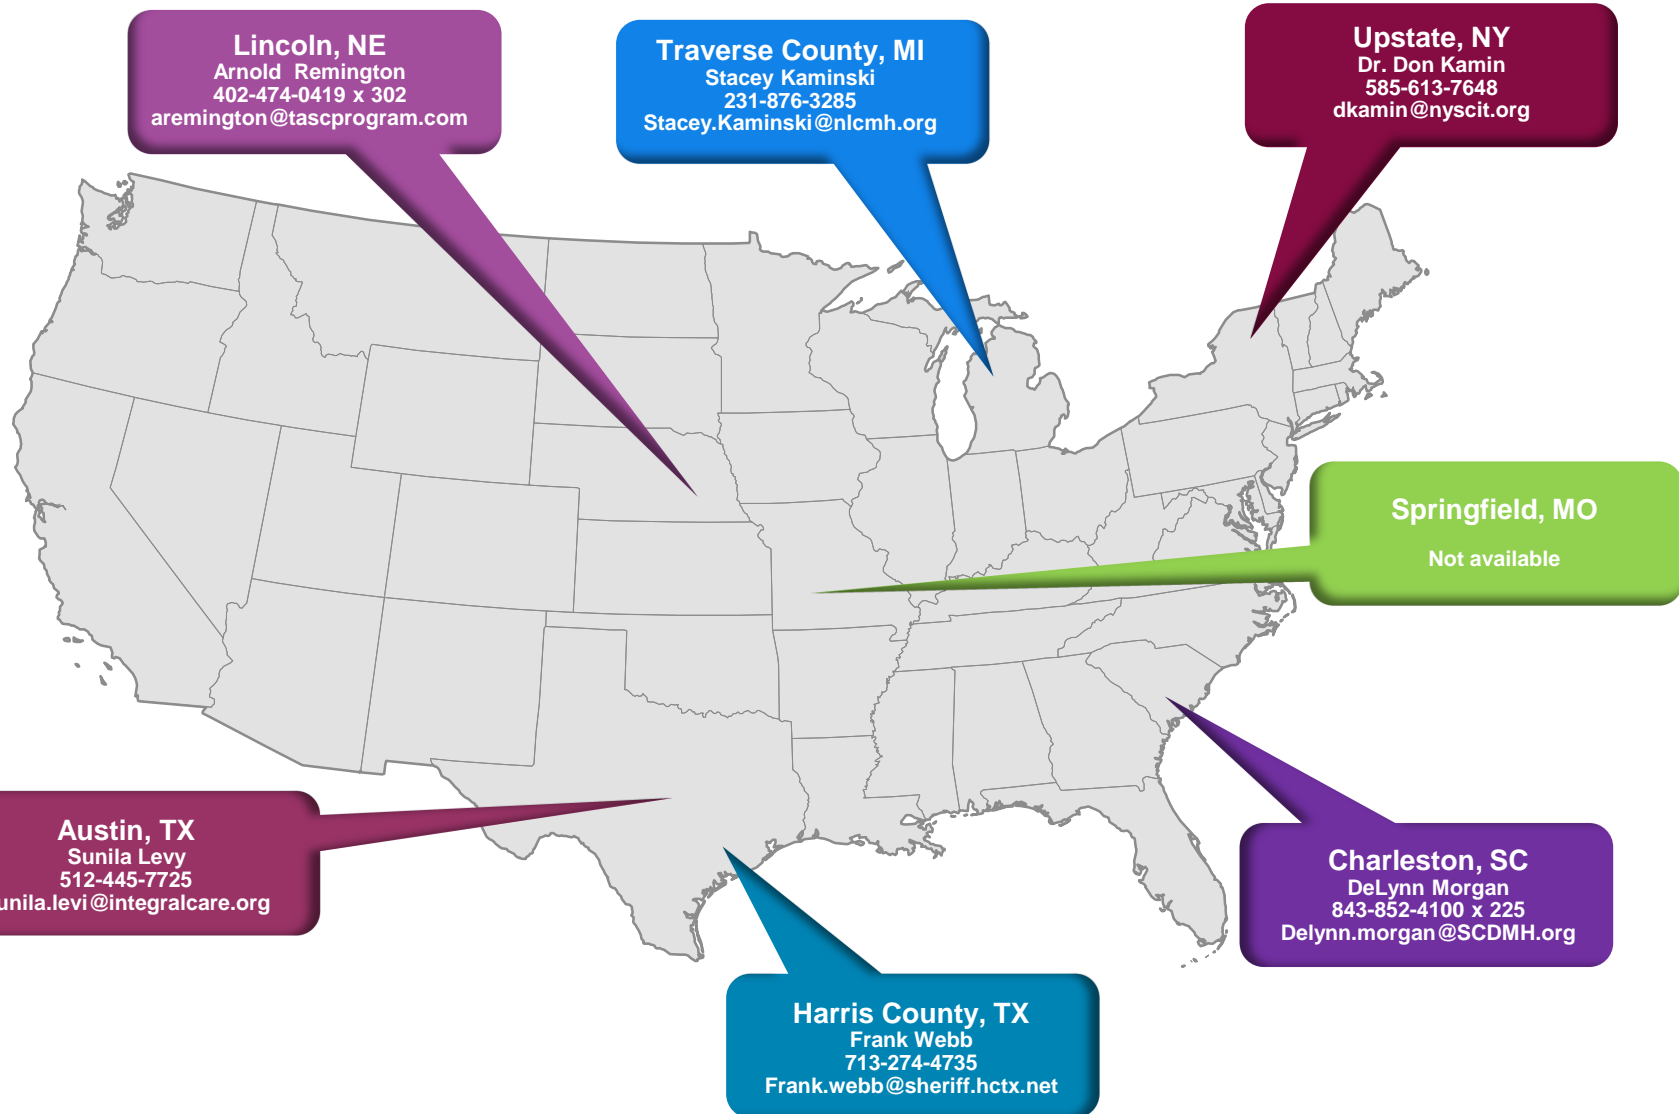 Lincoln, NE
Arnold  Remington
402-474-0419 x 302
aremington@tascprogram.com
Traverse County, MI
Stacey Kaminski
231-876-3285
Stacey.Kaminski@nlcmh.org
Upstate, NY
Dr. Don Kamin
585-613-7648
dkamin@nyscit.org
Springfield, MO
Not available
Austin, TX
Sunila Levy
512-445-7725
unila.levi@integralcare.org
Charleston, SC
DeLynn Morgan
843-852-4100 x 225
Delynn.morgan@SCDMH.org
Harris County, TX
Frank Webb
713-274-4735
Frank.webb@sheriff.hctx.net